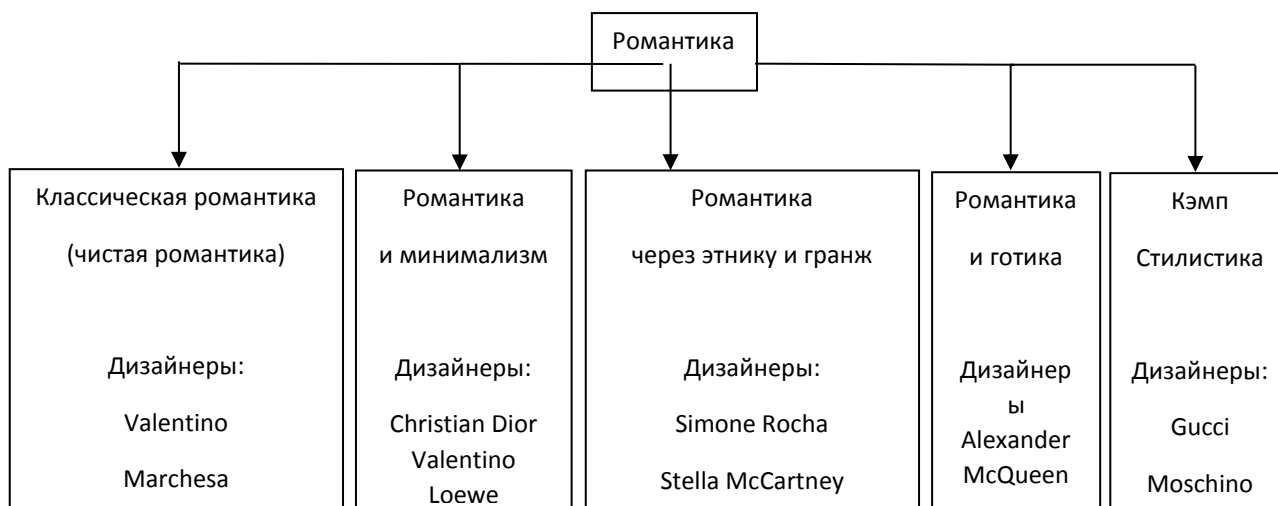 Романтика
Классическая романтика
(чистая романтика)
Дизайнеры:
Valentino
Marchesa
Романтика
и минимализм
Дизайнеры:
Christian Dior
Valentino
Loewe
Романтика
через этнику и гранж
Дизайнеры:
Simone Rocha
Stella McCartney
Романтика
и готика
Дизайнер
ы
Alexander
McQueen
Кэмп
Стилистика
Дизайнеры:
Gucci
Moschino